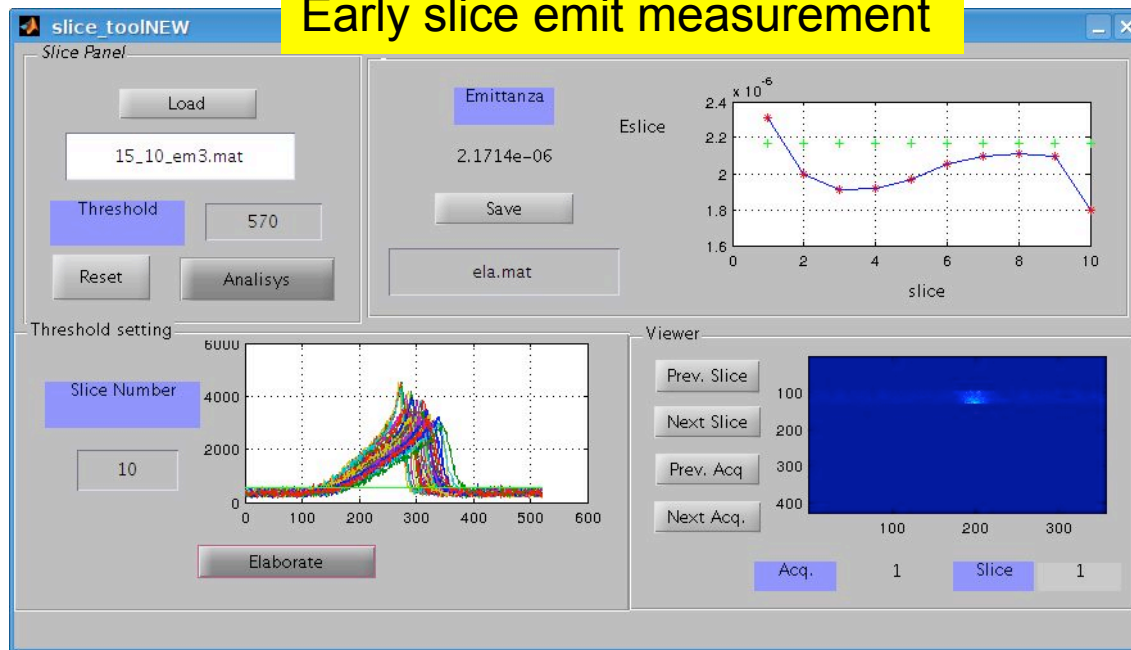 Early slice emit measurement
slice_toolNEW
Slice Panel
Load
15_10_em3.mat
Threshold
570
Reset
Analisys
Emittanza
2.1714e-06
Save
ela.mat
Eslice
x 10-6
2.4
2.2
2
1.8
1.6
0 2 4 6 8 10
slice
Threshold setting
Slice Number
10
6000
4000
2000
0
0 100 200 300 400 500 600
Elaborate
Viewer
Prev. Slice
Next Slice
Prev. Acq
Next Acq.
100
200
300
400
100 200 300
Acq. 1 Slice 1